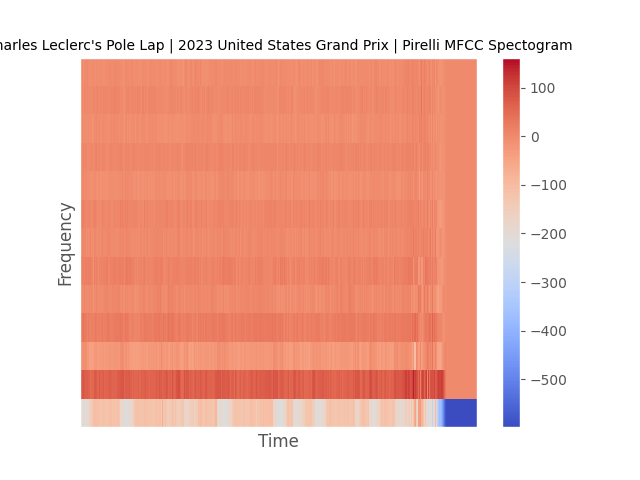 harles Leclerc's Pole Lap | 2023 United States Grand Prix | Pirelli MFCC Spectogram
Frequency
Time
100
0
−100
−200
−300
−400
−500